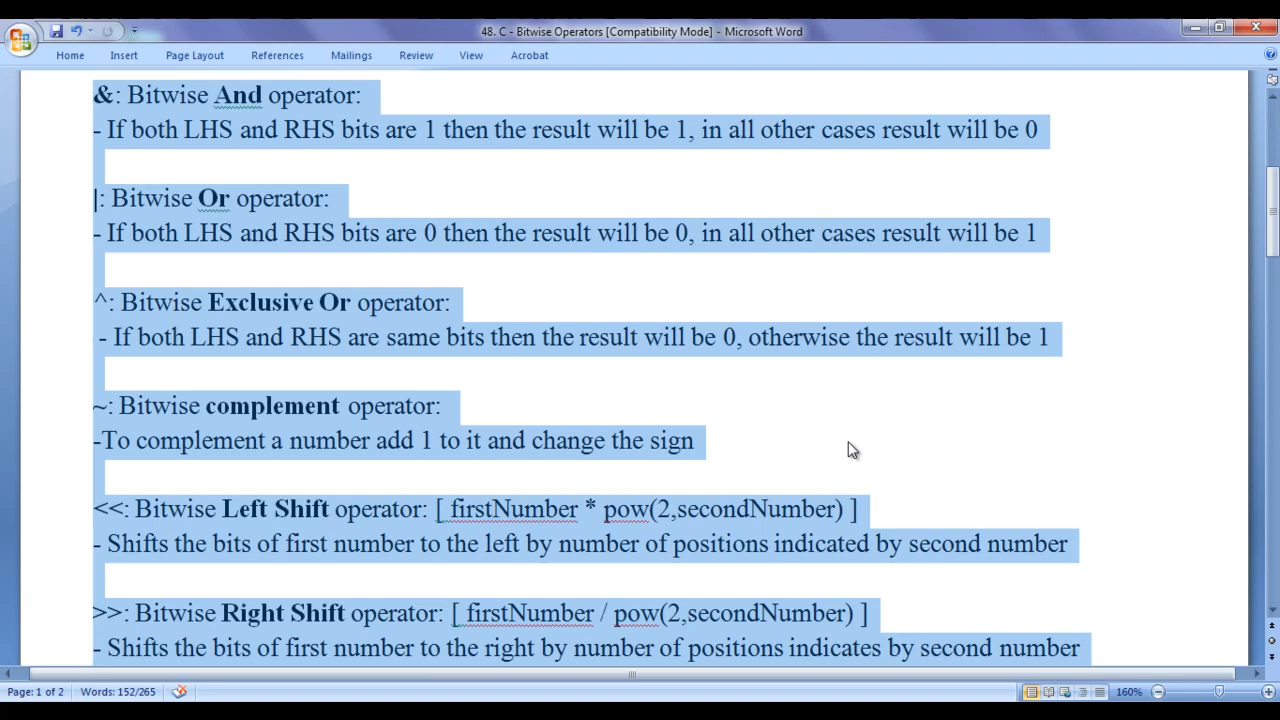 48. C - Bitwise Operators [Compatibility Mode] - Microsoft Word
Home Insert Page Layout References Mailings Review View Acrobat
&: Bitwise And operator:
- If both LHS and RHS bits are 1 then the result will be 1, in all other cases result will be 0
|: Bitwise Or operator:
- If both LHS and RHS bits are 0 then the result will be 0, in all other cases result will be 1
^: Bitwise Exclusive Or operator:
- If both LHS and RHS are same bits then the result will be 0, otherwise the result will be 1
~: Bitwise complement operator:
-To complement a number add 1 to it and change the sign
<<: Bitwise Left Shift operator: [ firstNumber * pow(2,secondNumber) ]
- Shifts the bits of first number to the left by number of positions indicated by second number
>>: Bitwise Right Shift operator: [ firstNumber / pow(2,secondNumber) ]
- Shifts the bits of first number to the right by number of positions indicates by second number
Page: 1 of 2 Words: 152/265 160%